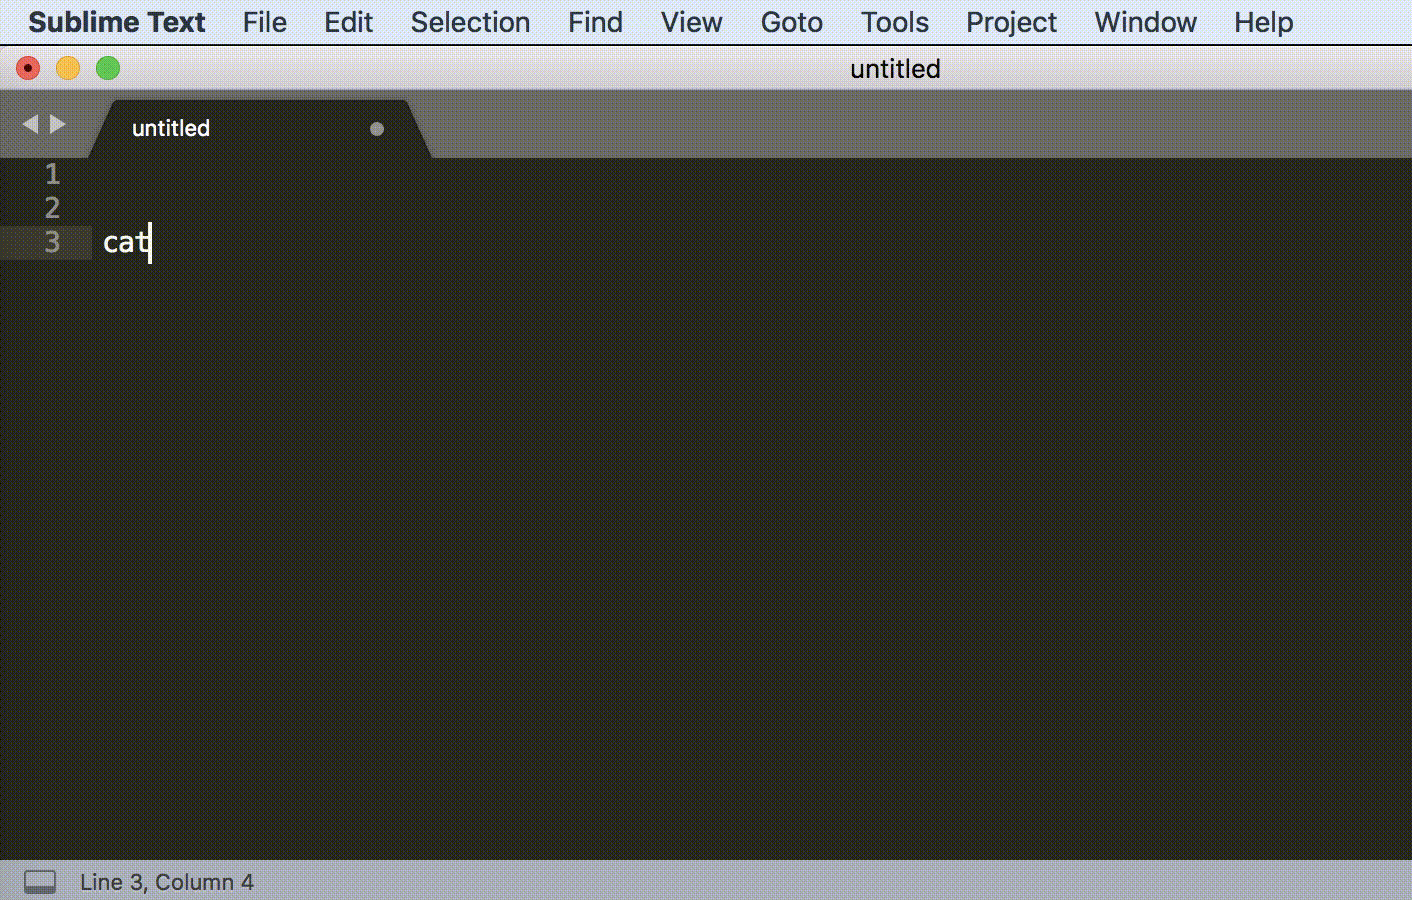 Sublime Text File Edit Selection Find View Goto Tools Project Window Help
untitled
untitled
1
2
3 cat
Line 3, Column 4